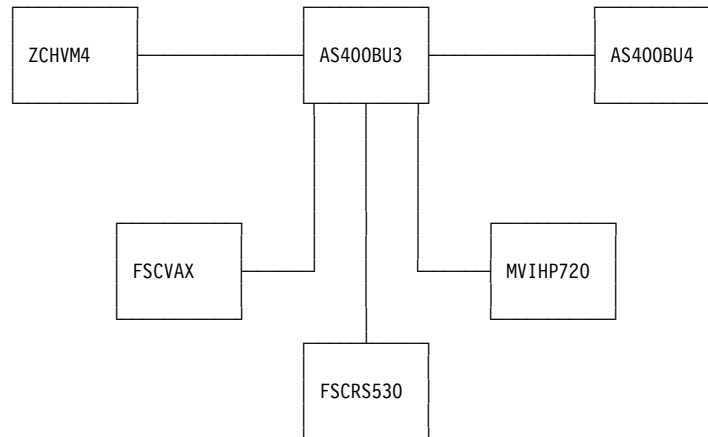 ZCHVM4
AS400BU3
AS400BU4
FSCVAX
MVIHP720
FSCRS530